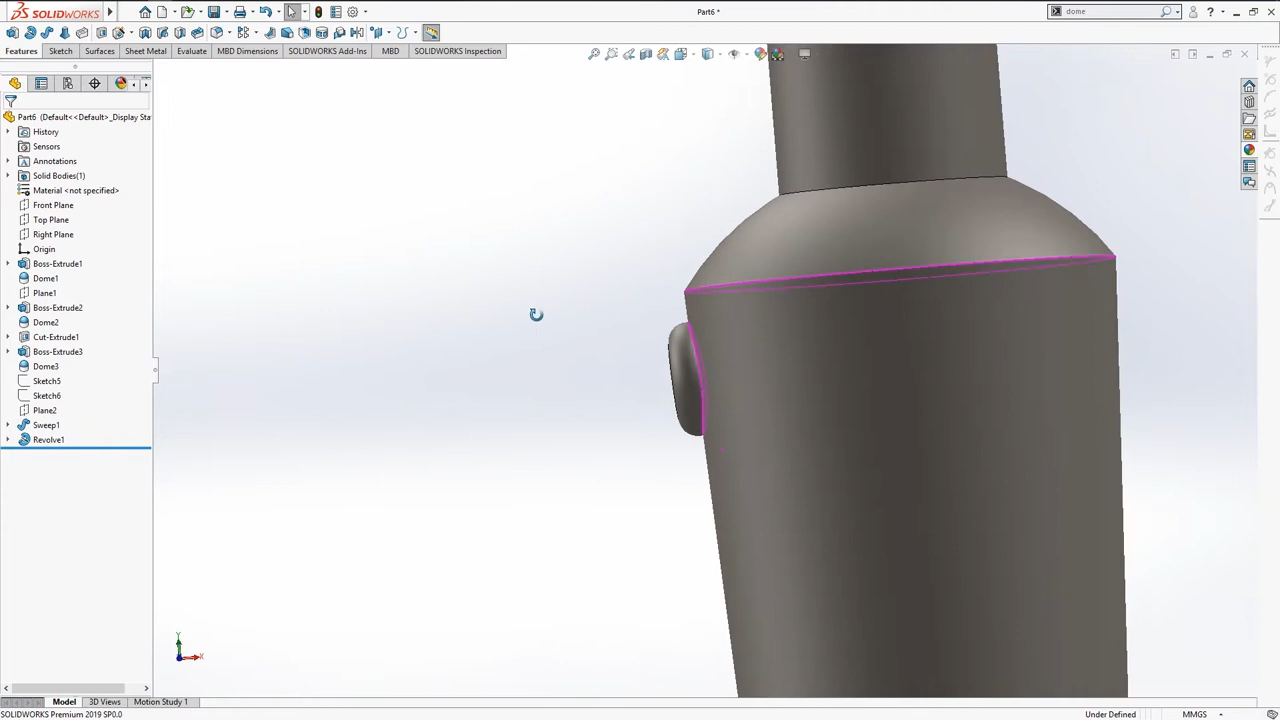 SOLIDWORKS
Part6 *
dome
Features
Sketch
Surfaces
Sheet Metal
Evaluate
MBD Dimensions
SOLIDWORKS Add-Ins
MBD
SOLIDWORKS Inspection
Part6 (Default<<Default>_Display Sta
History
Sensors
Annotations
Solid Bodies(1)
Material <not specified>
Front Plane
Top Plane
Right Plane
Origin
Boss-Extrude1
Dome1
Plane1
Boss-Extrude2
Dome2
Cut-Extrude1
Boss-Extrude3
Dome3
Sketch5
Sketch6
Plane2
Sweep1
Revolve1
Y
X
Model
3D Views
Motion Study 1
SOLIDWORKS Premium 2019 SP0.0
Under Defined
MMGS